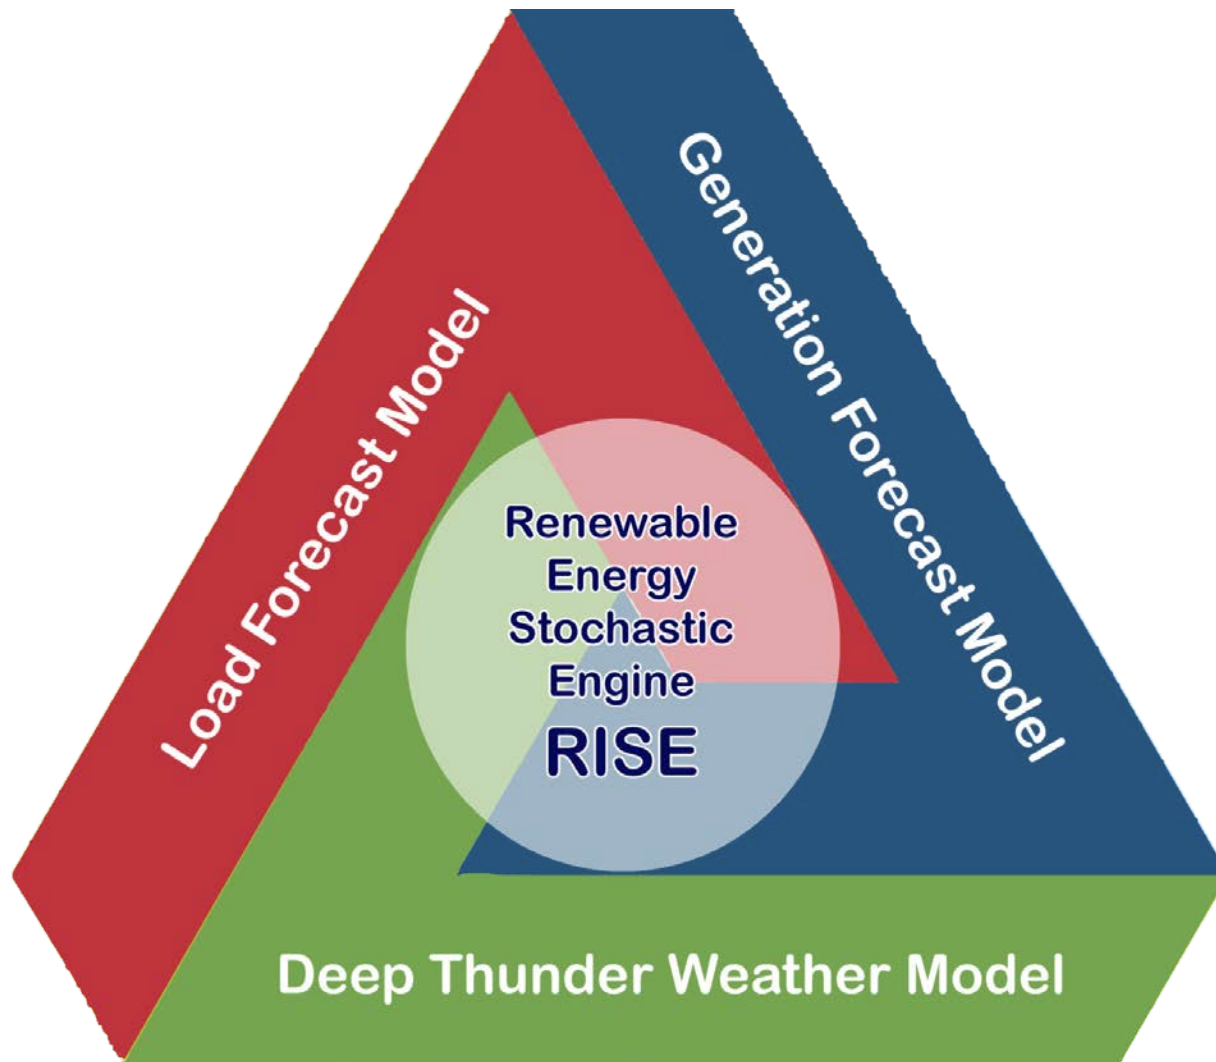 Generation Forecast Model
Load Forecast Model
Renewable
Energy
Stochastic
Engine
RISE
Deep Thunder Weather Model